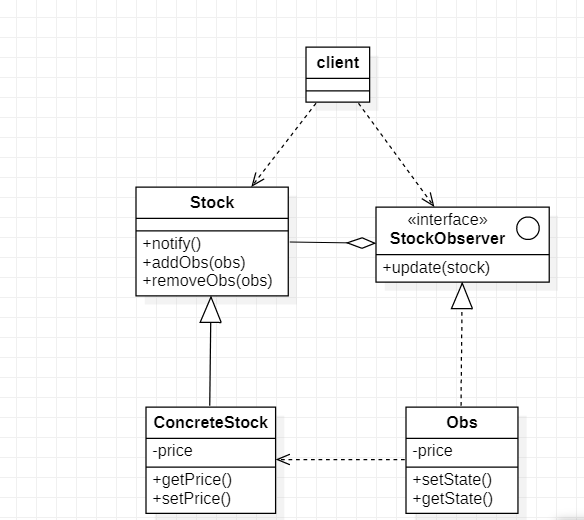 client
Stock
+notify()
+addObs(obs)
+removeObs(obs)
«interface»
StockObserver
+update(stock)
ConcreteStock
-price
+getPrice()
+setPrice()
Obs
-price
+setState()
+getState()